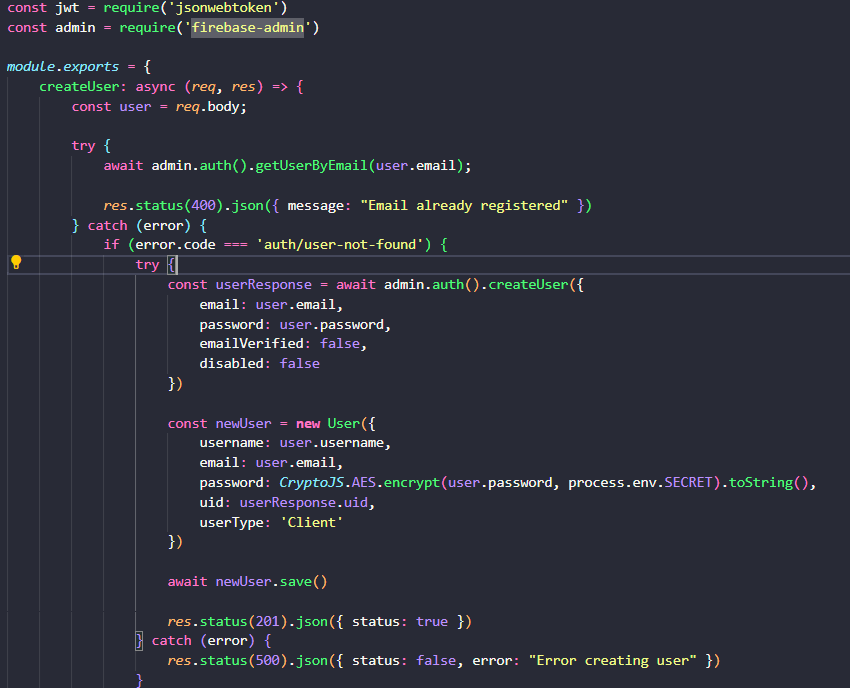 const jwt = require('jsonwebtoken')
const admin = require('firebase-admin')
module.exports = {
createUser: async (req, res) => {
const user = req.body;
try {
await admin.auth().getUserByEmail(user.email);
res.status(400).json({ message: "Email already registered" })
} catch (error) {
if (error.code === 'auth/user-not-found') {
try {
const userResponse = await admin.auth().createUser({
email: user.email,
password: user.password,
emailVerified: false,
disabled: false
})
const newUser = new User({
username: user.username,
email: user.email,
password: CryptoJS.AES.encrypt(user.password, process.env.SECRET).toString(),
uid: userResponse.uid,
userType: 'Client'
})
await newUser.save()
res.status(201).json({ status: true })
} catch (error) {
res.status(500).json({ status: false, error: "Error creating user" })
}